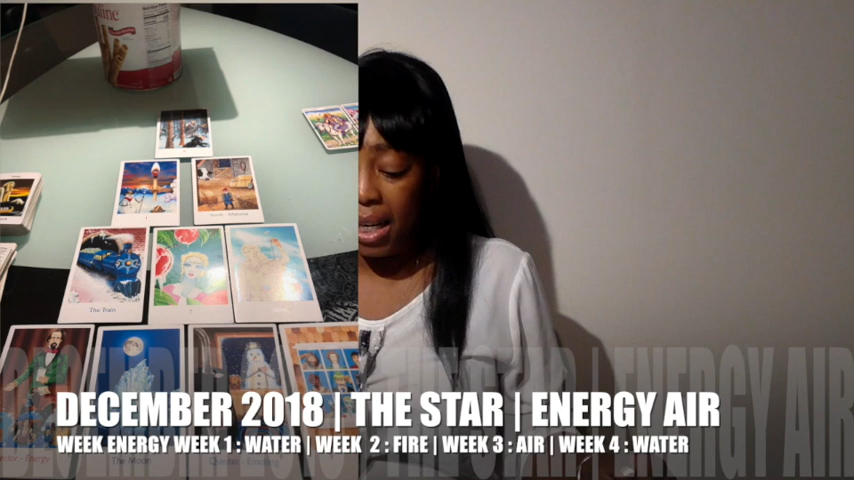 The Train
The Moon
DECEMBER 2018 | THE STAR | ENERGY AIR
WEEK ENERGY WEEK 1 : WATER | WEEK 2 : FIRE | WEEK 3 : AIR | WEEK 4 : WATER